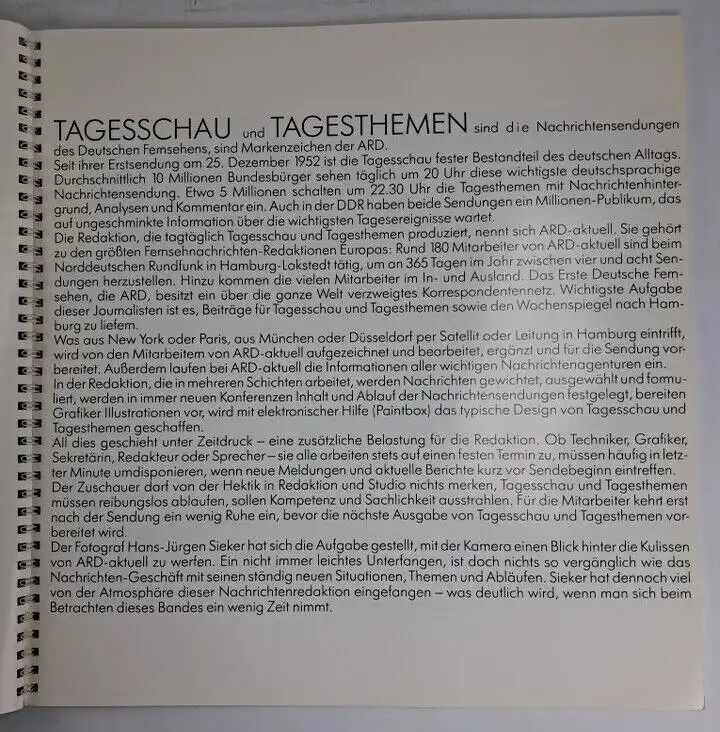 TAGESSCHAU und TAGESTHEMEN sind die Nachrichtensendungen
des Deutschen Fernsehens, sind Markenzeichen der ARD.
Seit ihrer Erstsendung am 25. Dezember 1952 ist die Tagesschau fester Bestandteil des deutschen Alltags.
Durchschnittlich 10 Millionen Bundesbürger sehen täglich um 20 Uhr diese wichtigste deutschsprachige
Nachrichtensendung. Etwa 5 Millionen schalten um 22.30 Uhr die Tagesthemen mit Nachrichtenhinter-
grund, Analysen und Kommentar ein. Auch in der DDR haben beide Sendungen ein Millionen-Publikum, das
auf ungeschminkte Information über die wichtigsten Tagesereignisse wartet.
Die Redaktion, die tagtäglich Tagesschau und Tagesthemen produziert, nennt sich ARD-aktuell. Sie gehört
zu den größten Fernsehnachrichten-Redaktionen Europas: Rund 180 Mitarbeiter von ARD-aktuell sind beim
Norddeutschen Rundfunk in Hamburg-Lokstedt tätig, um an 365 Tagen im Jahr zwischen vier und acht Sen-
dungen herzustellen. Hinzu kommen die vielen Mitarbeiter im In- und Ausland. Das Erste Deutsche Fern-
sehen, die ARD, besitzt ein über die ganze Welt verzweigtes Korrespondentennetz. Wichtigste Aufgabe
dieser Journalisten ist es, Beiträge für Tagesschau und Tagesthemen sowie den Wochenspiegel nach Ham-
burg zu liefern.
Was aus New York oder Paris, aus München oder Düsseldorf per Satellit oder Leitung in Hamburg eintrifft,
wird von den Mitarbeitern von ARD-aktuell aufgezeichnet und bearbeitet, ergänzt und für die Sendung vor-
bereitet. Außerdem laufen bei ARD-aktuell die Informationen aller wichtigen Nachrichtenagenturen ein.
In der Redaktion, die in mehreren Schichten arbeitet, werden Nachrichten gewichtet, ausgewählt und formu-
liert, werden in immer neuen Konferenzen Inhalt und Ablauf der Nachrichtensendungen festgelegt, bereiten
Grafiker Illustrationen vor, wird mit elektronischer Hilfe (Paintbox) das typische Design von Tagesschau und
Tagesthemen geschaffen.
All dies geschieht unter Zeitdruck – eine zusätzliche Belastung für die Redaktion. Ob Techniker, Grafiker,
Sekretärin, Redakteur oder Sprecher – sie alle arbeiten stets auf einen festen Termin zu, müssen häufig in letz-
ter Minute umdisponieren, wenn neue Meldungen und aktuelle Berichte kurz vor Sendebeginn eintreffen.
Der Zuschauer darf von der Hektik in Redaktion und Studio nichts merken, Tagesschau und Tagesthemen
müssen reibungslos ablaufen, sollen Kompetenz und Sachlichkeit ausstrahlen. Für die Mitarbeiter kehrt erst
nach der Sendung ein wenig Ruhe ein, bevor die nächste Ausgabe von Tagesschau und Tagesthemen vor-
bereitet wird.
Der Fotograf Hans-Jürgen Sieker hat sich die Aufgabe gestellt, mit der Kamera einen Blick hinter die Kulissen
von ARD-aktuell zu werfen. Ein nicht immer leichtes Unterfangen, ist doch nichts so vergänglich wie das
Nachrichten-Geschäft mit seinen ständig neuen Situationen, Themen und Abläufen. Sieker hat dennoch viel
von der Atmosphäre dieser Nachrichtenredaktion eingefangen – was deutlich wird, wenn man sich beim
Betrachten dieses Bandes ein wenig Zeit nimmt.